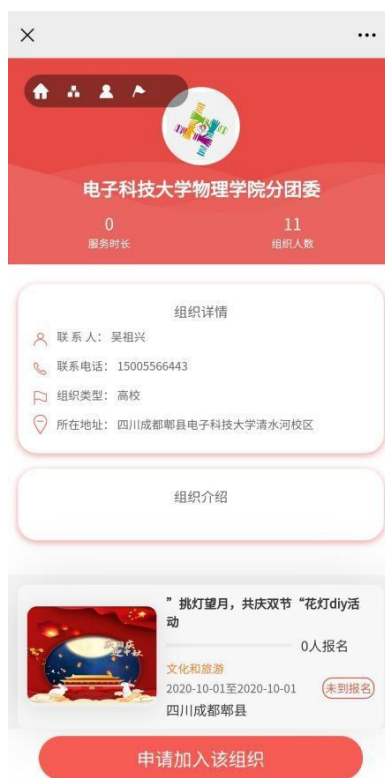 电子科技大学物理学院分团委
0
服务时长
11
组织人数
组织详情
联 系 人： 吴祖兴
联系电话： 15005566443
组织类型： 高校
所在地址： 四川成都郫县电子科技大学清水河校区
组织介绍
”挑灯望月，共庆双节“花灯diy活
动
0人报名
文化和旅游
2020-10-01至2020-10-01
未到报名
四川成都郫县
申请加入该组织